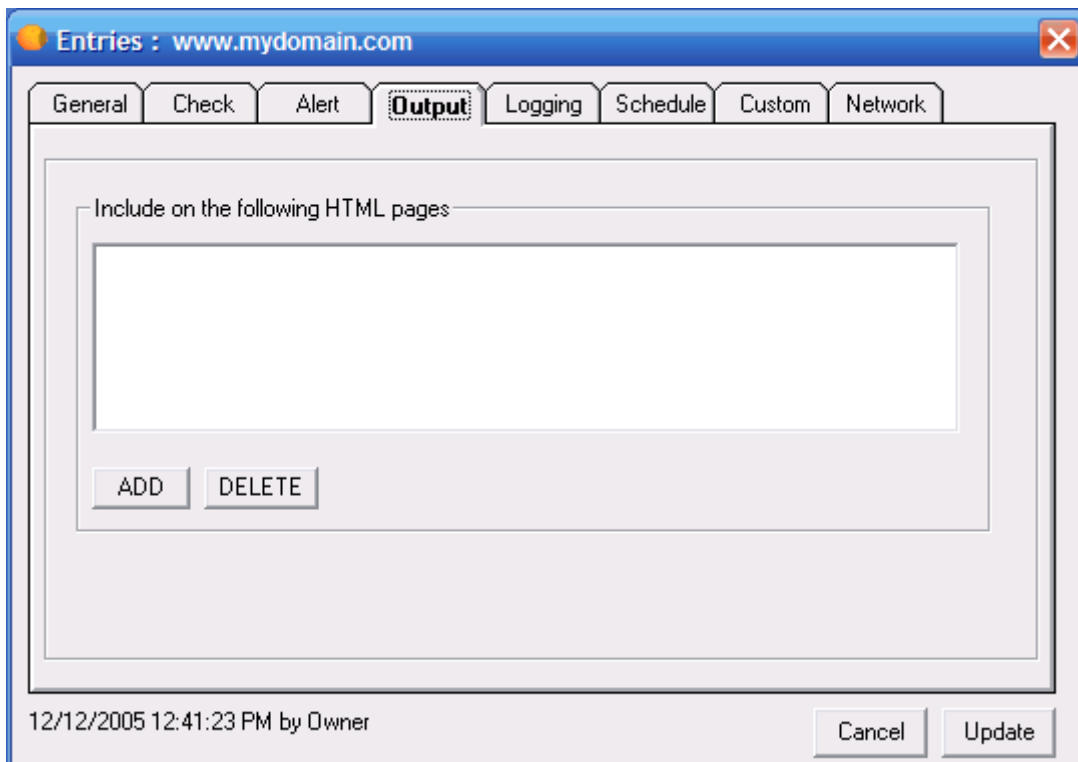 Entries : www.mydomain.com
General Check Alert Output Logging Schedule Custom Network
Include on the following HTML pages
ADD DELETE
12/12/2005 12:41:23 PM by Owner
Cancel Update